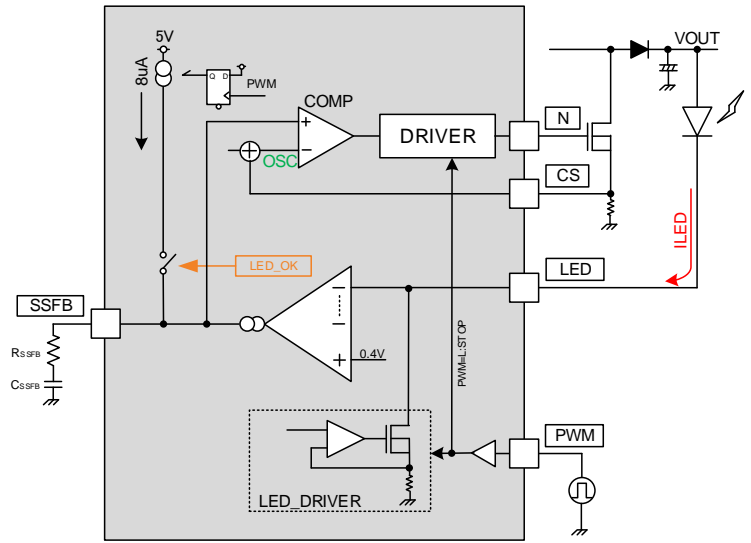 5V
8uA
Q D
PWM
COMP
+
−
OSC
DRIVER
N
CS
VOUT
ILED
LED
LED_OK
SSFB
RSSFB
CSSFB
−
−
+
0.4V
PWM=L:STOP
PWM
LED_DRIVER